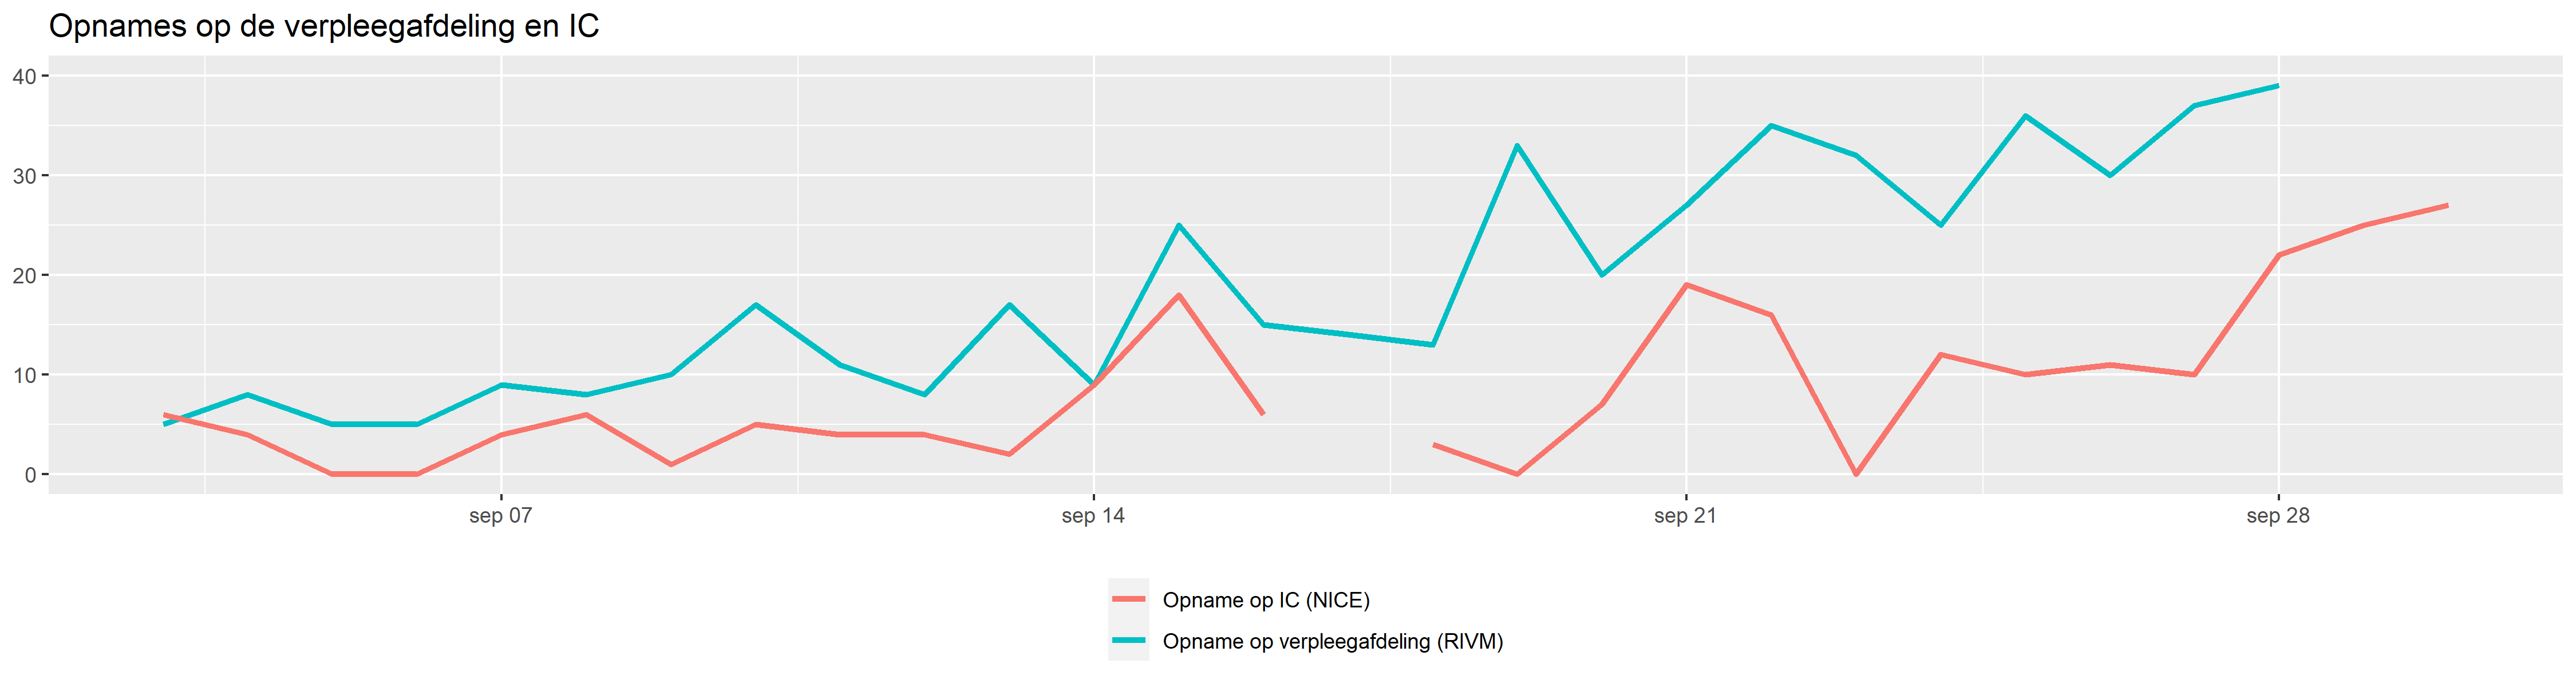 Opnames op de verpleegafdeling en IC
40
30
20
10
0
sep 07 sep 14 sep 21 sep 28
Opname op IC (NICE)
Opname op verpleegafdeling (RIVM)